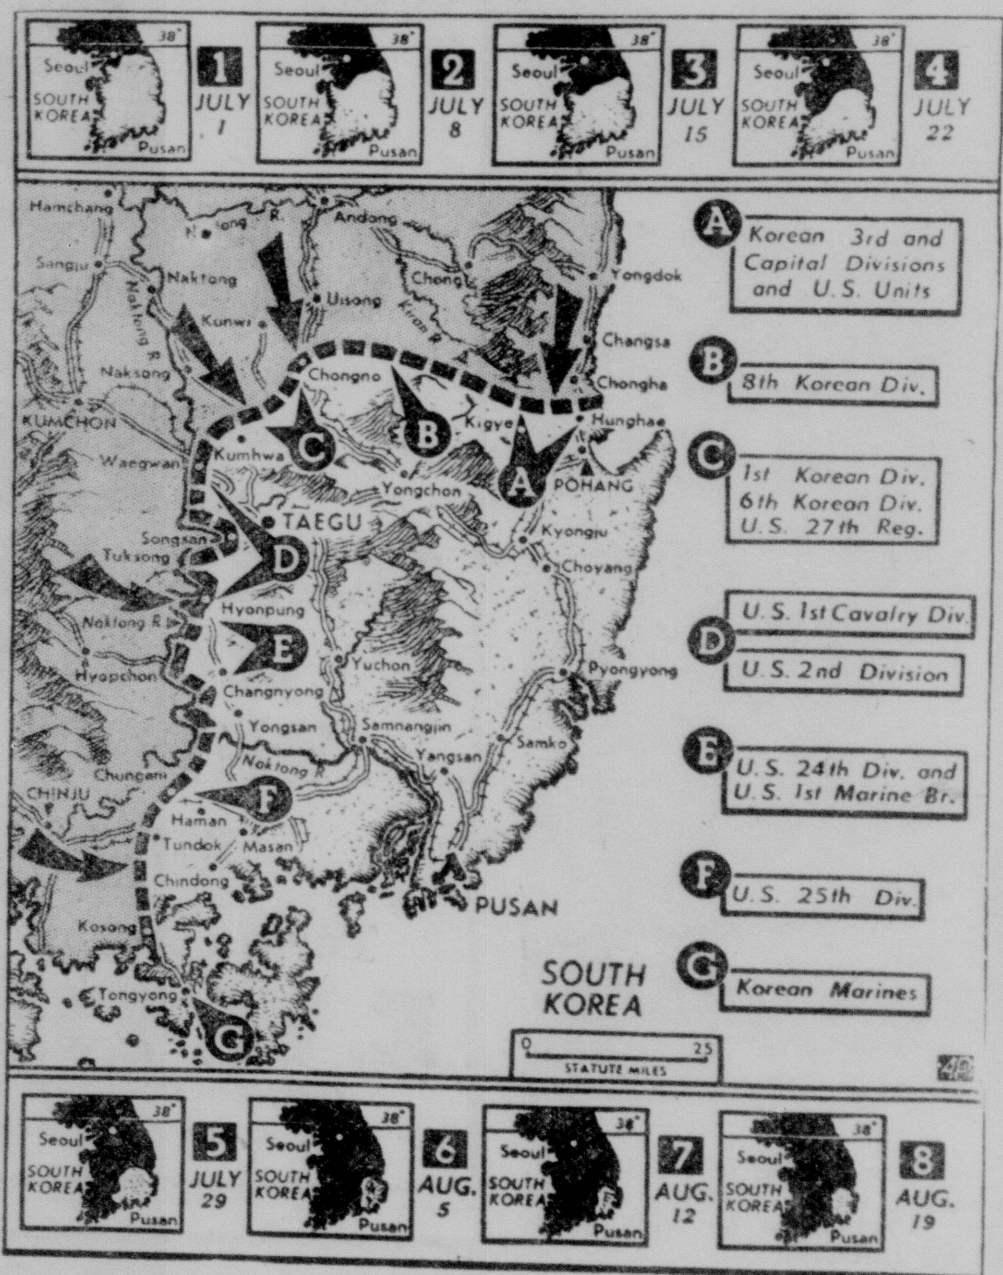 38°
Seoul
SOUTH
KOREA
Pusan
1
JULY
1
38°
Seoul
SOUTH
KOREA
Pusan
2
JULY
8
38°
Seoul
SOUTH
KOREA
Pusan
3
JULY
15
38°
Seoul
SOUTH
KOREA
Pusan
4
JULY
22
Hamchang
R.
Andong
Sangju
Naktong
Naktong R.
Chong
Yongdok
Uisong
Kunwi
Changsa
Naksong
Chongno
Chongha
KUMCHON
Kigye
Hunghae
Waegwan
Kumhwa
C
B
A
Yongchon
POHANG
TAEGU
Songsan
Kyongju
Tuksong
D
Choyang
Hyonpung
Naktong R.
E
Hyopchon
Yuchon
Pyongyong
Changnyong
Yongsan
Samnangjin
Samko
Naktong R.
Yangsan
Chungam
CHINJU
F
Haman
Tundok
Masan
Chindong
PUSAN
Kosong
Tongyong
G
SOUTH
KOREA
0 25
STATUTE MILES
A
Korean 3rd and
Capital Divisions
and U.S. Units
B
8th Korean Div.
C
1st Korean Div.
6th Korean Div.
U.S. 27th Reg.
D
U.S. 1st Cavalry Div.
U.S. 2nd Division
E
U.S. 24th Div. and
U.S. 1st Marine Br.
F
U.S. 25th Div.
G
Korean Marines
38°
Seoul
SOUTH
KOREA
Pusan
5
JULY
29
38°
Seoul
SOUTH
KOREA
Pusan
6
AUG.
5
38°
Seoul
SOUTH
KOREA
Pusan
7
AUG.
12
38°
Seoul
SOUTH
KOREA
Pusan
8
AUG.
19